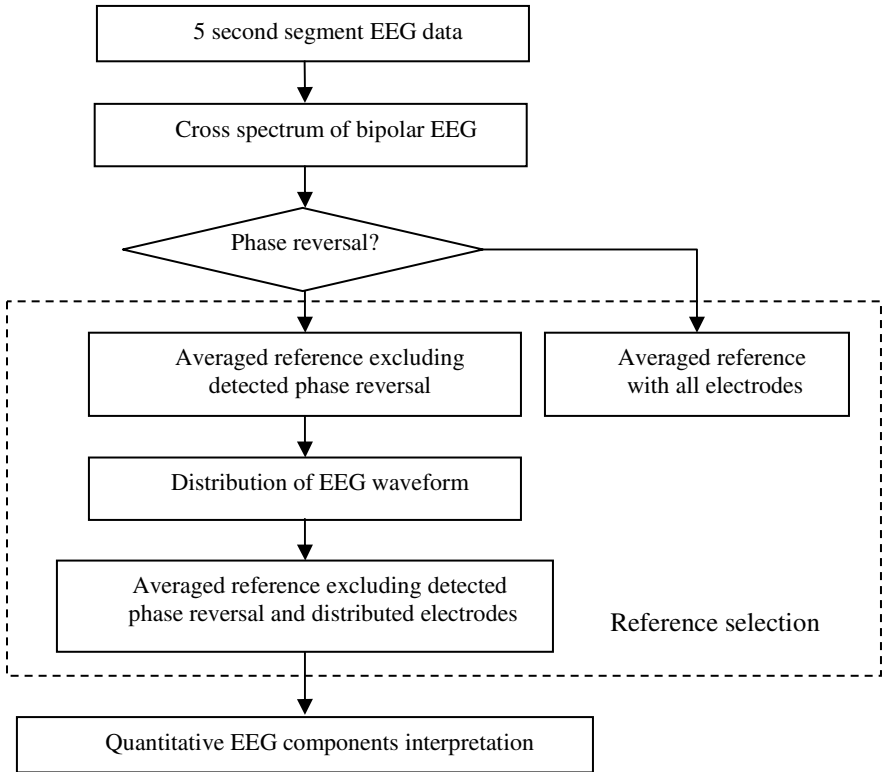 5 second segment EEG data
Cross spectrum of bipolar EEG
Phase reversal?
Averaged reference excluding
detected phase reversal
Averaged reference
with all electrodes
Distribution of EEG waveform
Averaged reference excluding detected
phase reversal and distributed electrodes
Reference selection
Quantitative EEG components interpretation